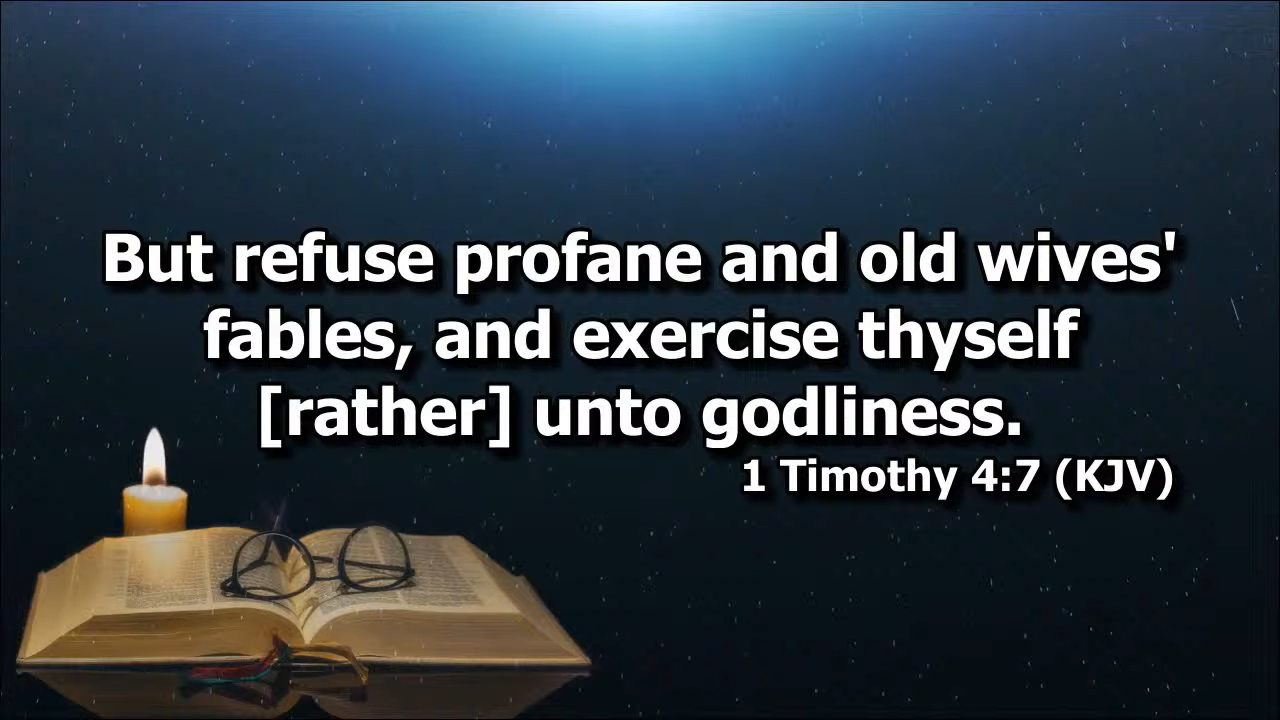 But refuse profane and old wives'
fables, and exercise thyself
[rather] unto godliness.
1 Timothy 4:7 (KJV)